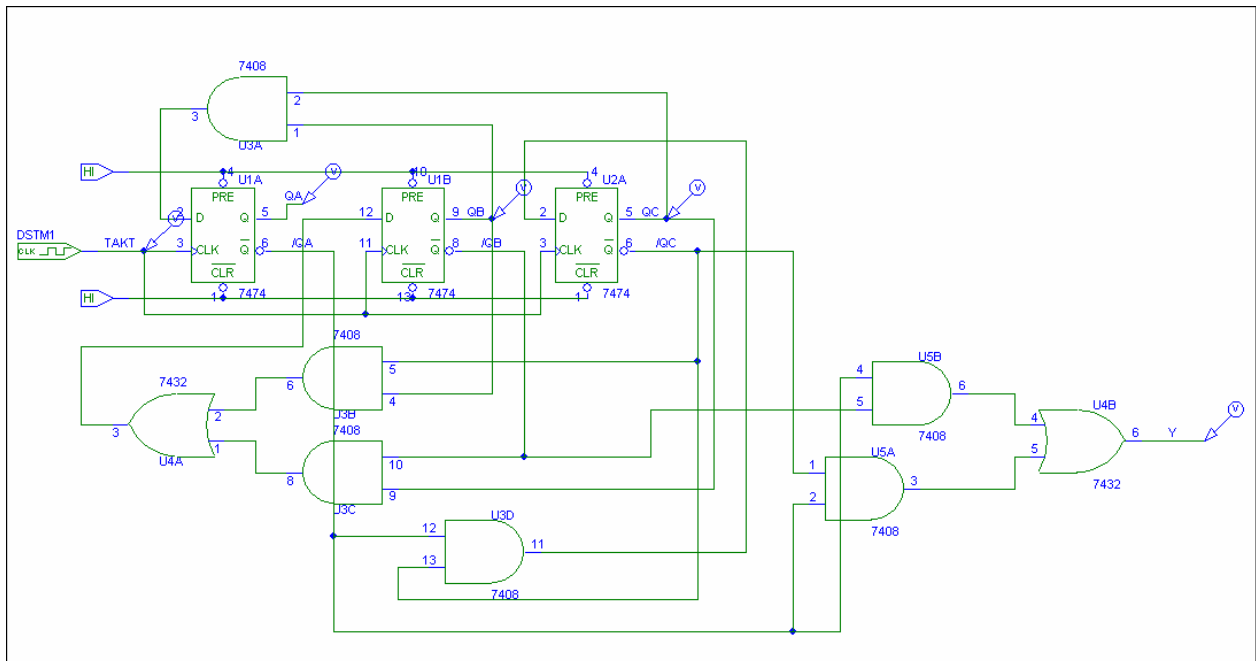 7408
2
3
1
U3A
HI
4
10
4
U1A
U1B
U2A
QA
V
V
V
PRE
PRE
PRE
2
D
Q
5
12
D
Q
9
QB
2
D
Q
5
QC
V
DSTM1
CLK
TAKT
3
CLK
Q
6
/QA
11
CLK
Q
8
/QB
3
CLK
Q
6
/QC
CLR
CLR
CLR
HI
1
7474
13
7474
1
7474
7408
5
6
4
U3B
7432
2
3
1
U4A
7408
10
8
9
U3C
U5B
4
6
5
7408
U4B
V
4
6
Y
5
7432
U5A
1
3
2
7408
U3D
12
11
13
7408